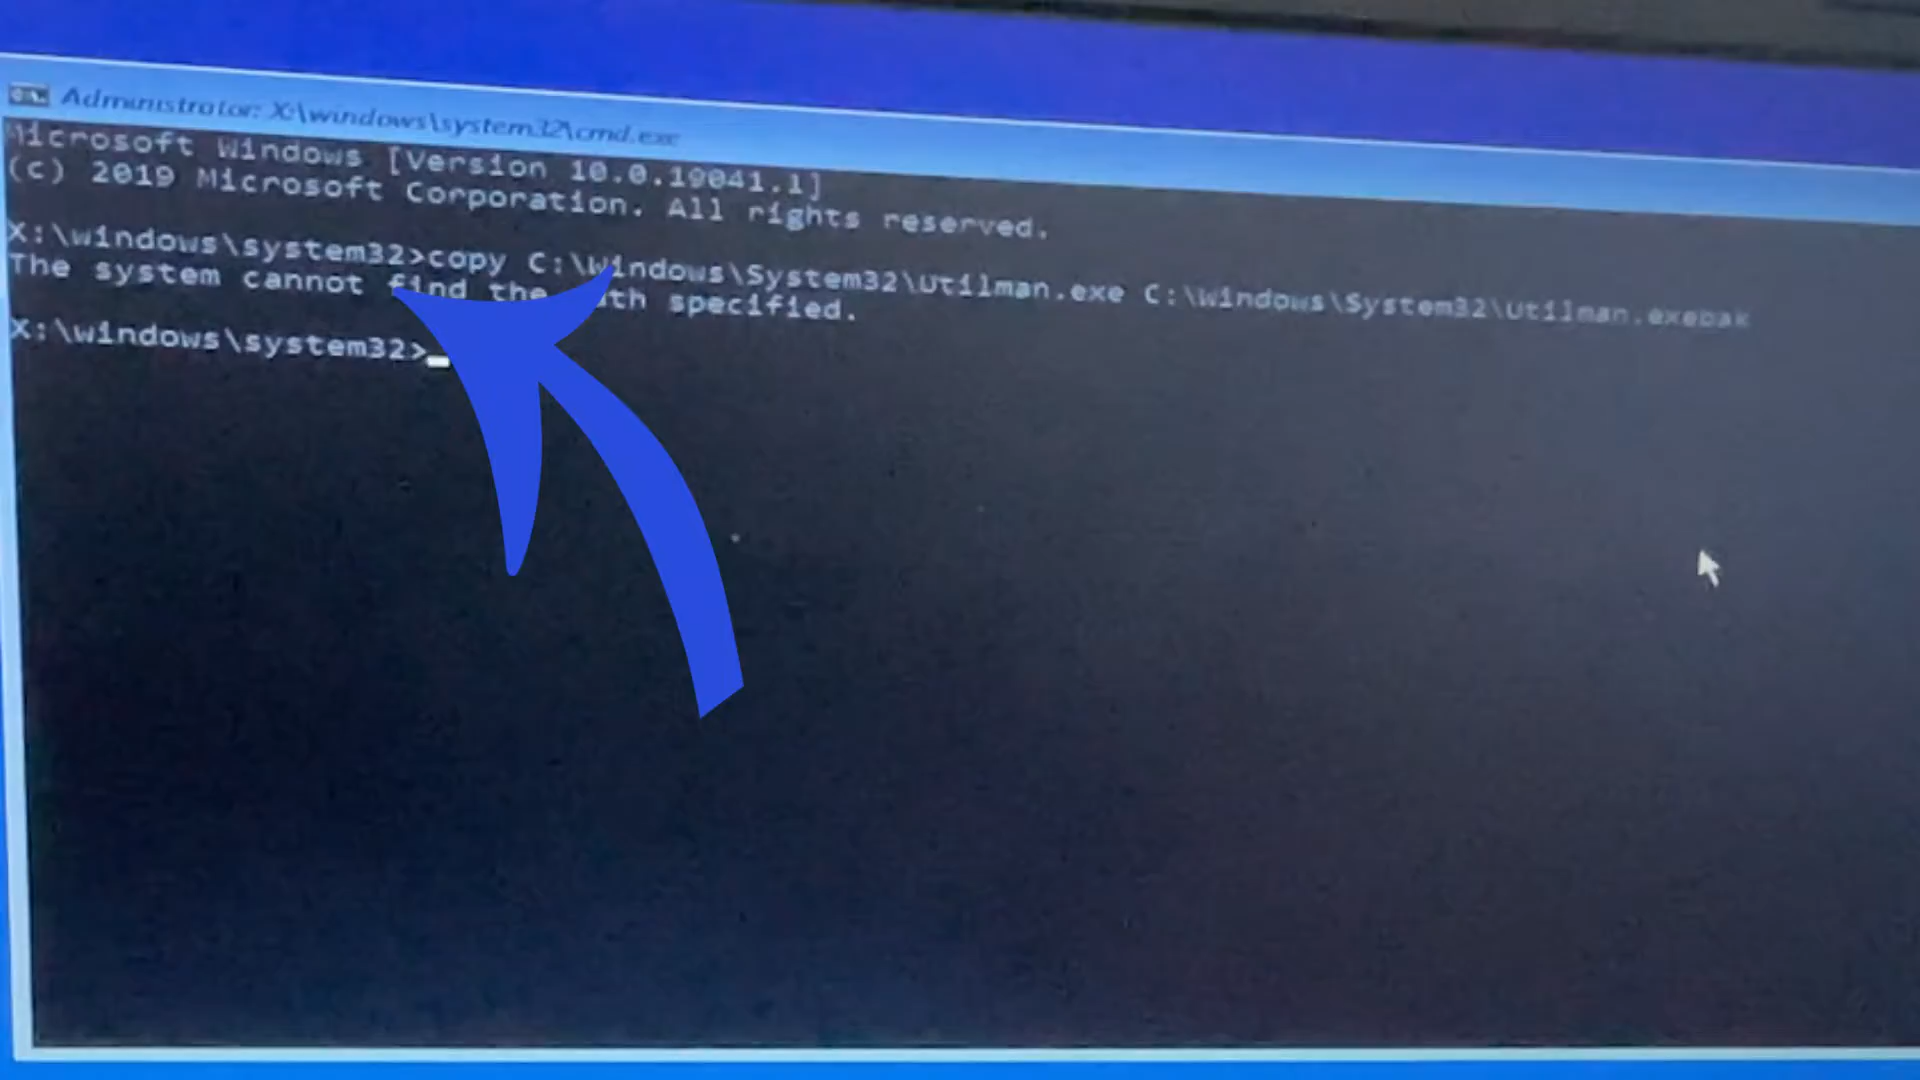 Administrator: X:\windows\system32\cmd.exe
Microsoft Windows [Version 10.0.19041.1]
(c) 2019 Microsoft Corporation. All rights reserved.
X:\windows\system32>copy C:\Windows\System32\Utilman.exe C:\Windows\System32\Utilman.exebak
The system cannot find the path specified.
X:\windows\system32>